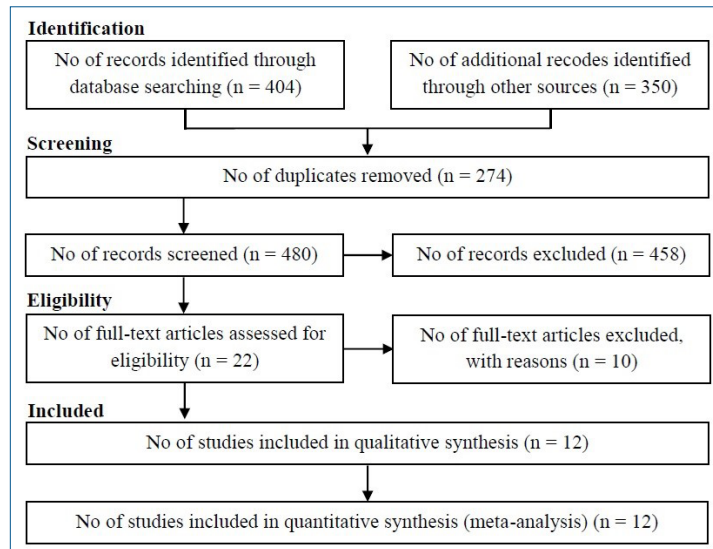 Identification
No of records identified through
database searching (n = 404)
No of additional recodes identified
through other sources (n = 350)
Screening
No of duplicates removed (n = 274)
No of records screened (n = 480)
No of records excluded (n = 458)
Eligibility
No of full-text articles assessed for
eligibility (n = 22)
No of full-text articles excluded,
with reasons (n = 10)
Included
No of studies included in qualitative synthesis (n = 12)
No of studies included in quantitative synthesis (meta-analysis) (n = 12)